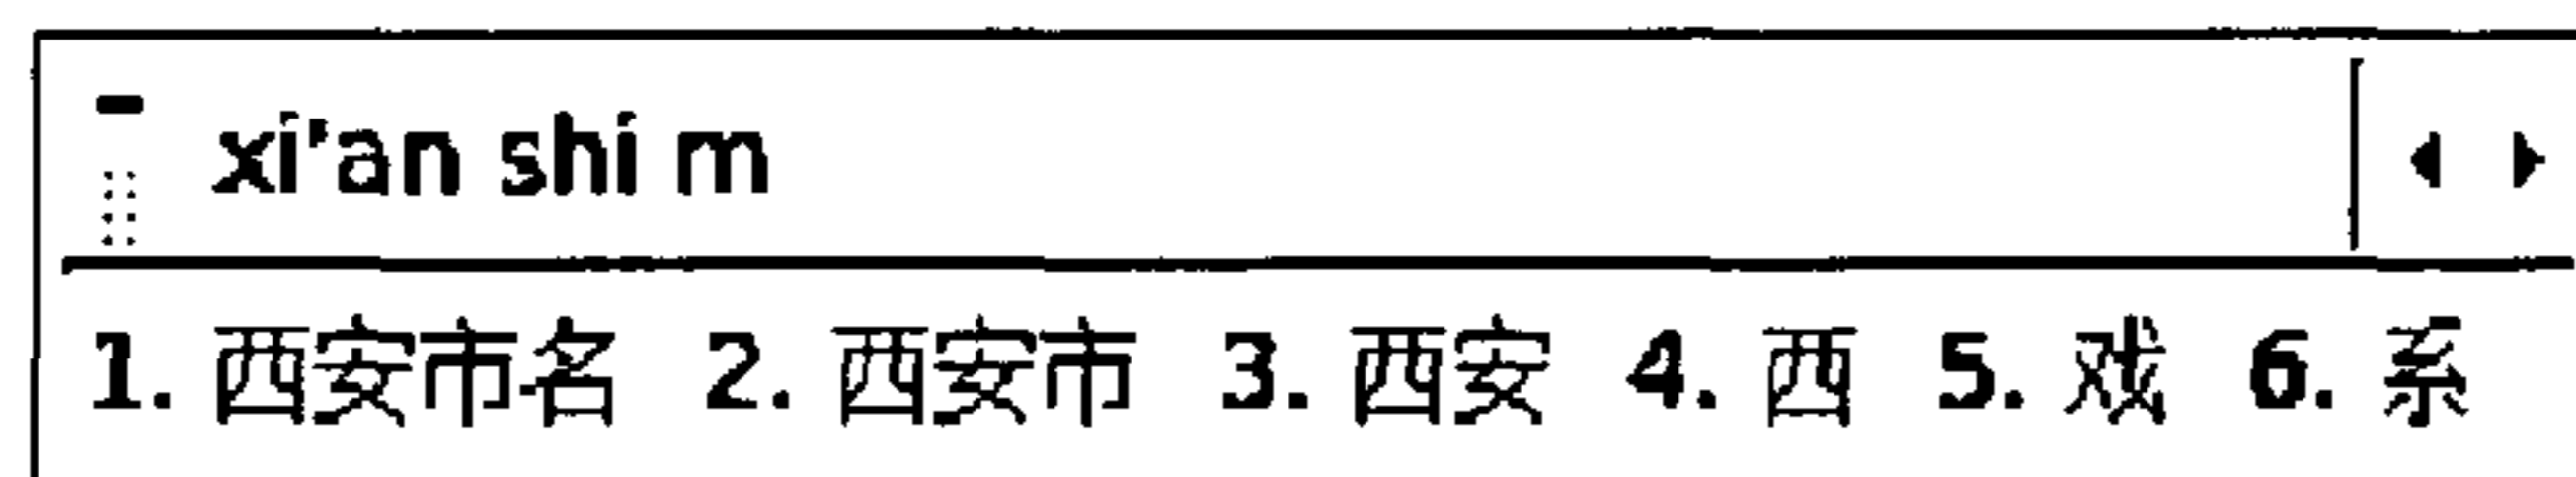 xi'an shi m
1. 西安市名 2. 西安市 3. 西安 4. 西 5. 戏 6. 系